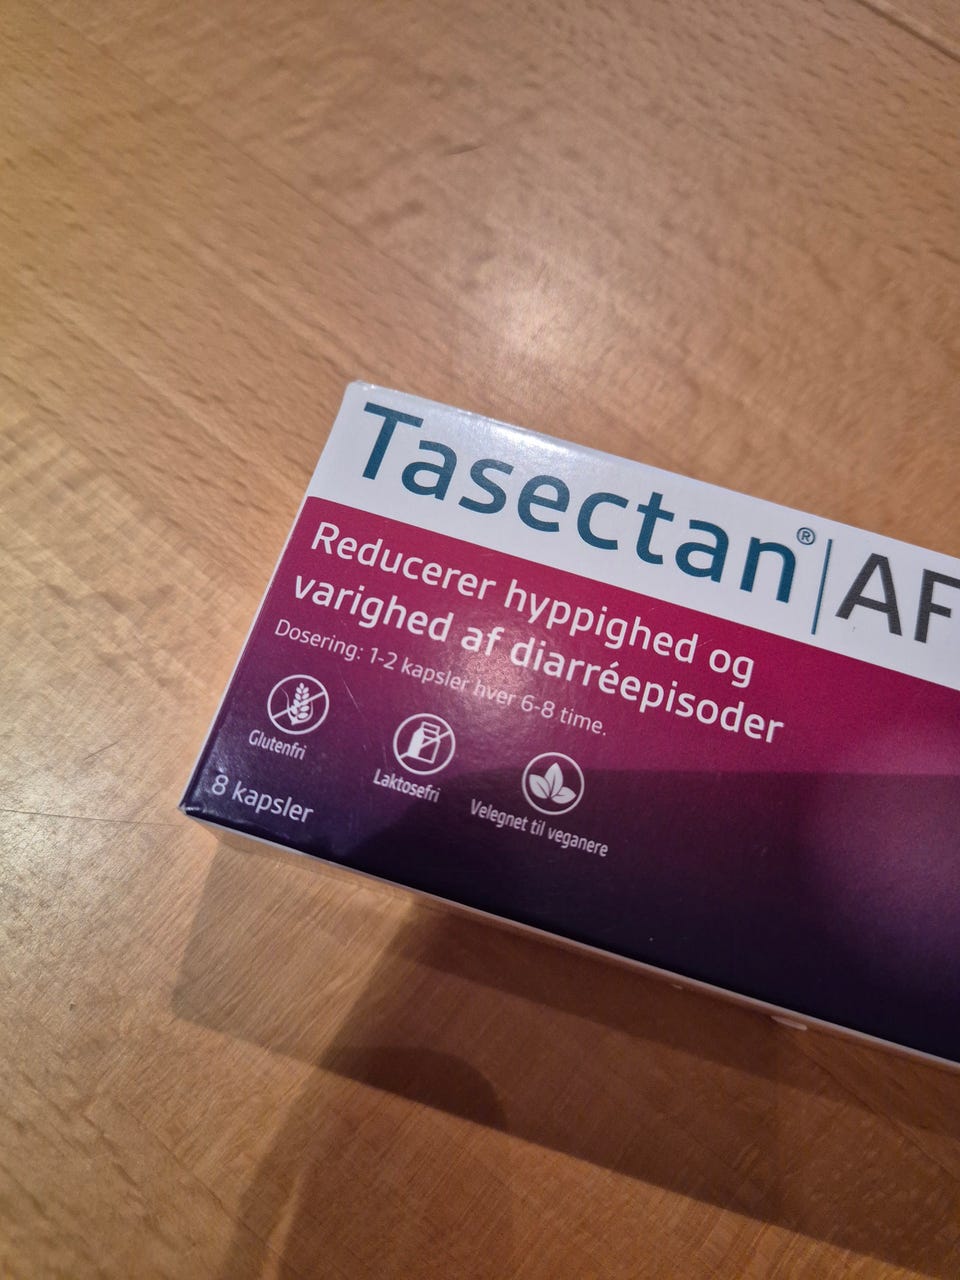 Tasectan® | AF
Reducerer hyppighed og
varighed af diarréepisoder
Dosering: 1-2 kapsler hver 6-8 time.
Glutenfri
Laktosefri
Velegnet til veganere
8 kapsler